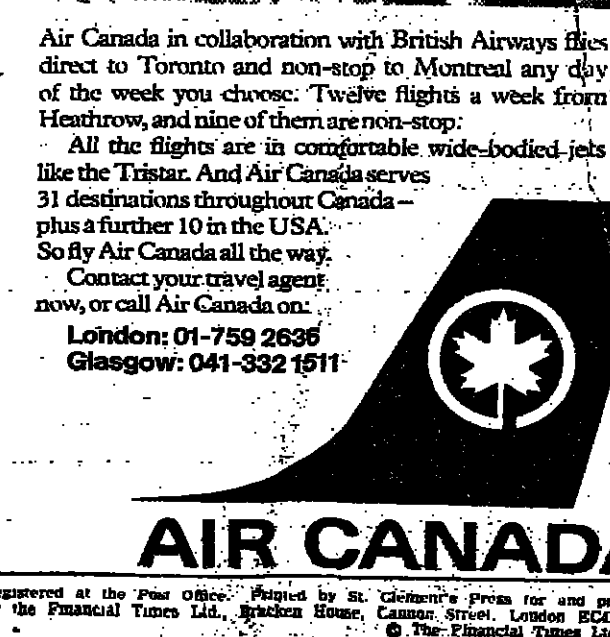 Air Canada in collaboration with British Airways flies
direct to Toronto and non-stop to Montreal any day
of the week you choose. Twelve flights a week from
Heathrow, and nine of them are non-stop.
All the flights are in comfortable wide-bodied jets
like the Tristar. And Air Canada serves
31 destinations throughout Canada —
plus a further 10 in the USA.
So fly Air Canada all the way.
Contact your travel agent
now, or call Air Canada on:
London: 01-759 2636
Glasgow: 041-332 1511
AIR CANADA
Registered at the Post Office. Printed by St. Clement's Press for and
the Financial Times Ltd., Bracken House, Cannon Street, London
© The Financial Times